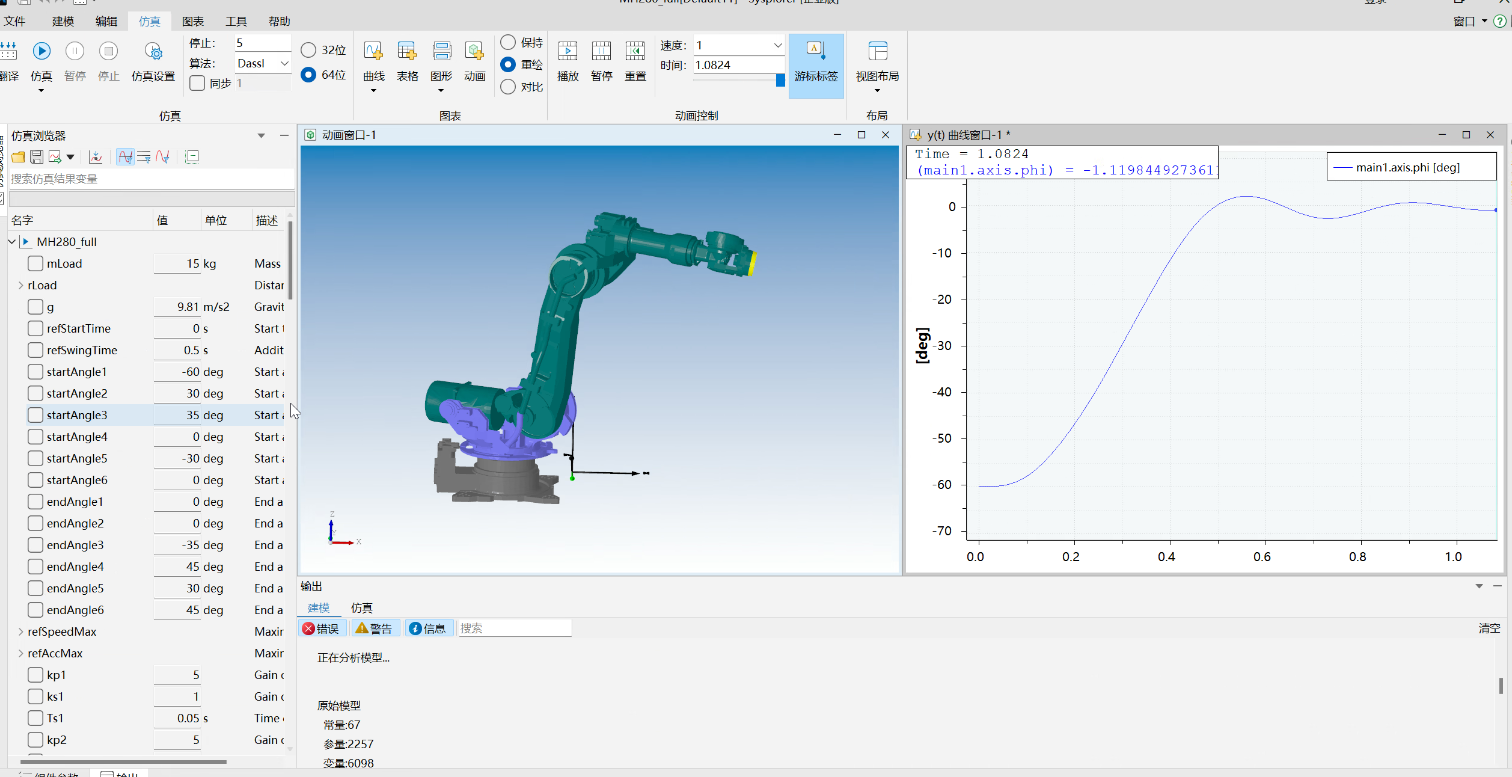 文件 建模 编辑 仿真 图表 工具 帮助
窗口
翻译 仿真 暂停 停止 仿真设置
停止: 5
算法: Dassl
同步 1
32位
64位
仿真
曲线 表格 图形 动画
保持
重绘
对比
图表
播放 暂停 重置
速度: 1
时间: 1.0824
游标标签
动画控制
视图布局
布局
仿真浏览器
搜索仿真结果变量
名字 值 单位 描述
MH280_full
mLoad 15 kg Mass
rLoad Distar
g 9.81 m/s2 Gravit
refStartTime 0 s Start t
refSwingTime 0.5 s Addit
startAngle1 -60 deg Start a
startAngle2 30 deg Start a
startAngle3 35 deg Start a
startAngle4 0 deg Start a
startAngle5 -30 deg Start a
startAngle6 0 deg Start a
endAngle1 0 deg End a
endAngle2 0 deg End a
endAngle3 -35 deg End a
endAngle4 45 deg End a
endAngle5 30 deg End a
endAngle6 45 deg End a
refSpeedMax Maxir
refAccMax Maxir
kp1 5 Gain c
ks1 1 Gain c
Ts1 0.05 s Time c
kp2 5 Gain c
动画窗口-1
Z
X
y(t) 曲线窗口-1 *
Time = 1.0824
(main1.axis.phi) = -1.119844927361
main1.axis.phi [deg]
[deg]
0
-10
-20
-30
-40
-50
-60
-70
0.0 0.2 0.4 0.6 0.8 1.0
输出
建模 仿真
错误 警告 信息 搜索
清空
正在分析模型...
原始模型
常量:67
参量:2257
变量:6098